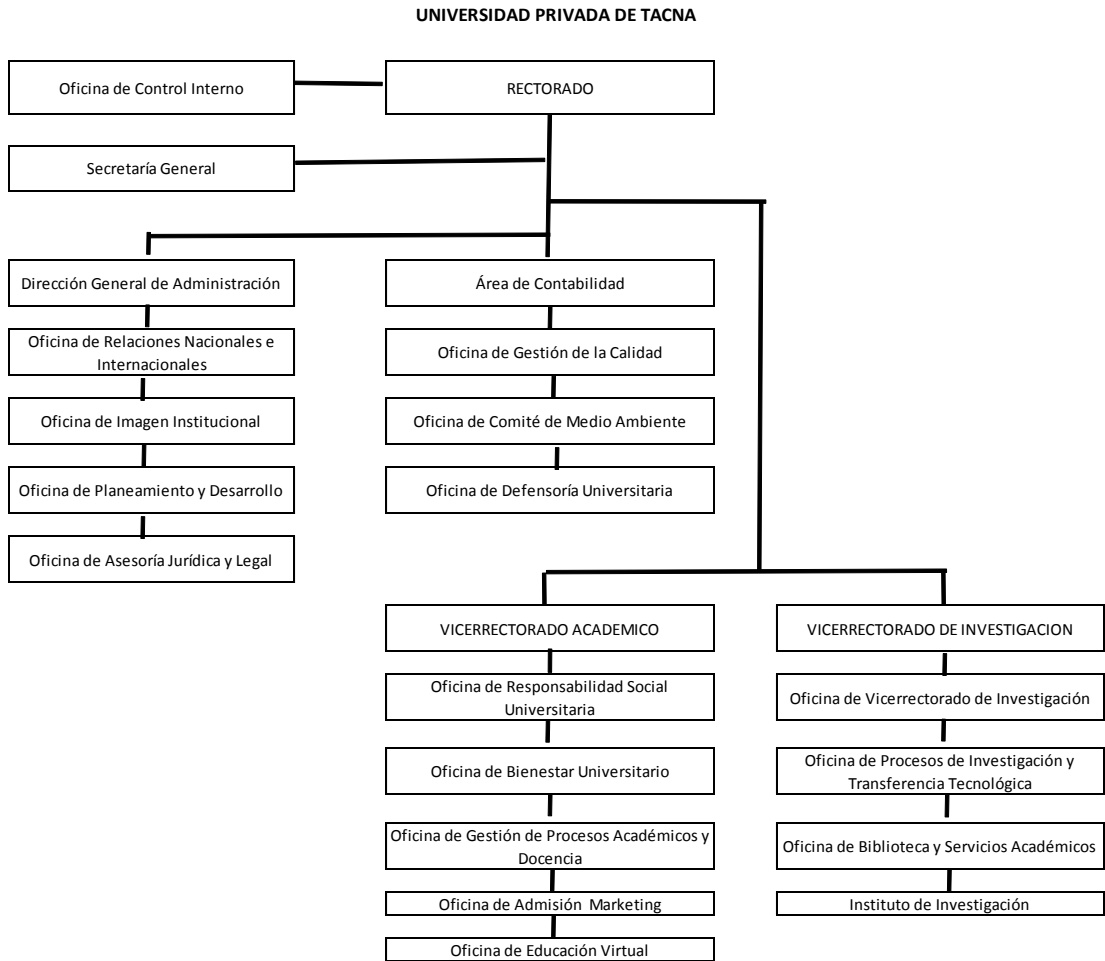 UNIVERSIDAD PRIVADA DE TACNA
Oficina de Control Interno
RECTORADO
Secretaría General
Dirección General de Administración
Área de Contabilidad
Oficina de Relaciones Nacionales e
Internacionales
Oficina de Gestión de la Calidad
Oficina de Imagen Institucional
Oficina de Comité de Medio Ambiente
Oficina de Planeamiento y Desarrollo
Oficina de Defensoría Universitaria
Oficina de Asesoría Jurídica y Legal
VICERRECTORADO ACADEMICO
VICERRECTORADO DE INVESTIGACION
Oficina de Responsabilidad Social
Universitaria
Oficina de Vicerrectorado de Investigación
Oficina de Bienestar Universitario
Oficina de Procesos de Investigación y
Transferencia Tecnológica
Oficina de Gestión de Procesos Académicos y
Docencia
Oficina de Biblioteca y Servicios Académicos
Oficina de Admisión  Marketing
Instituto de Investigación
Oficina de Educación Virtual